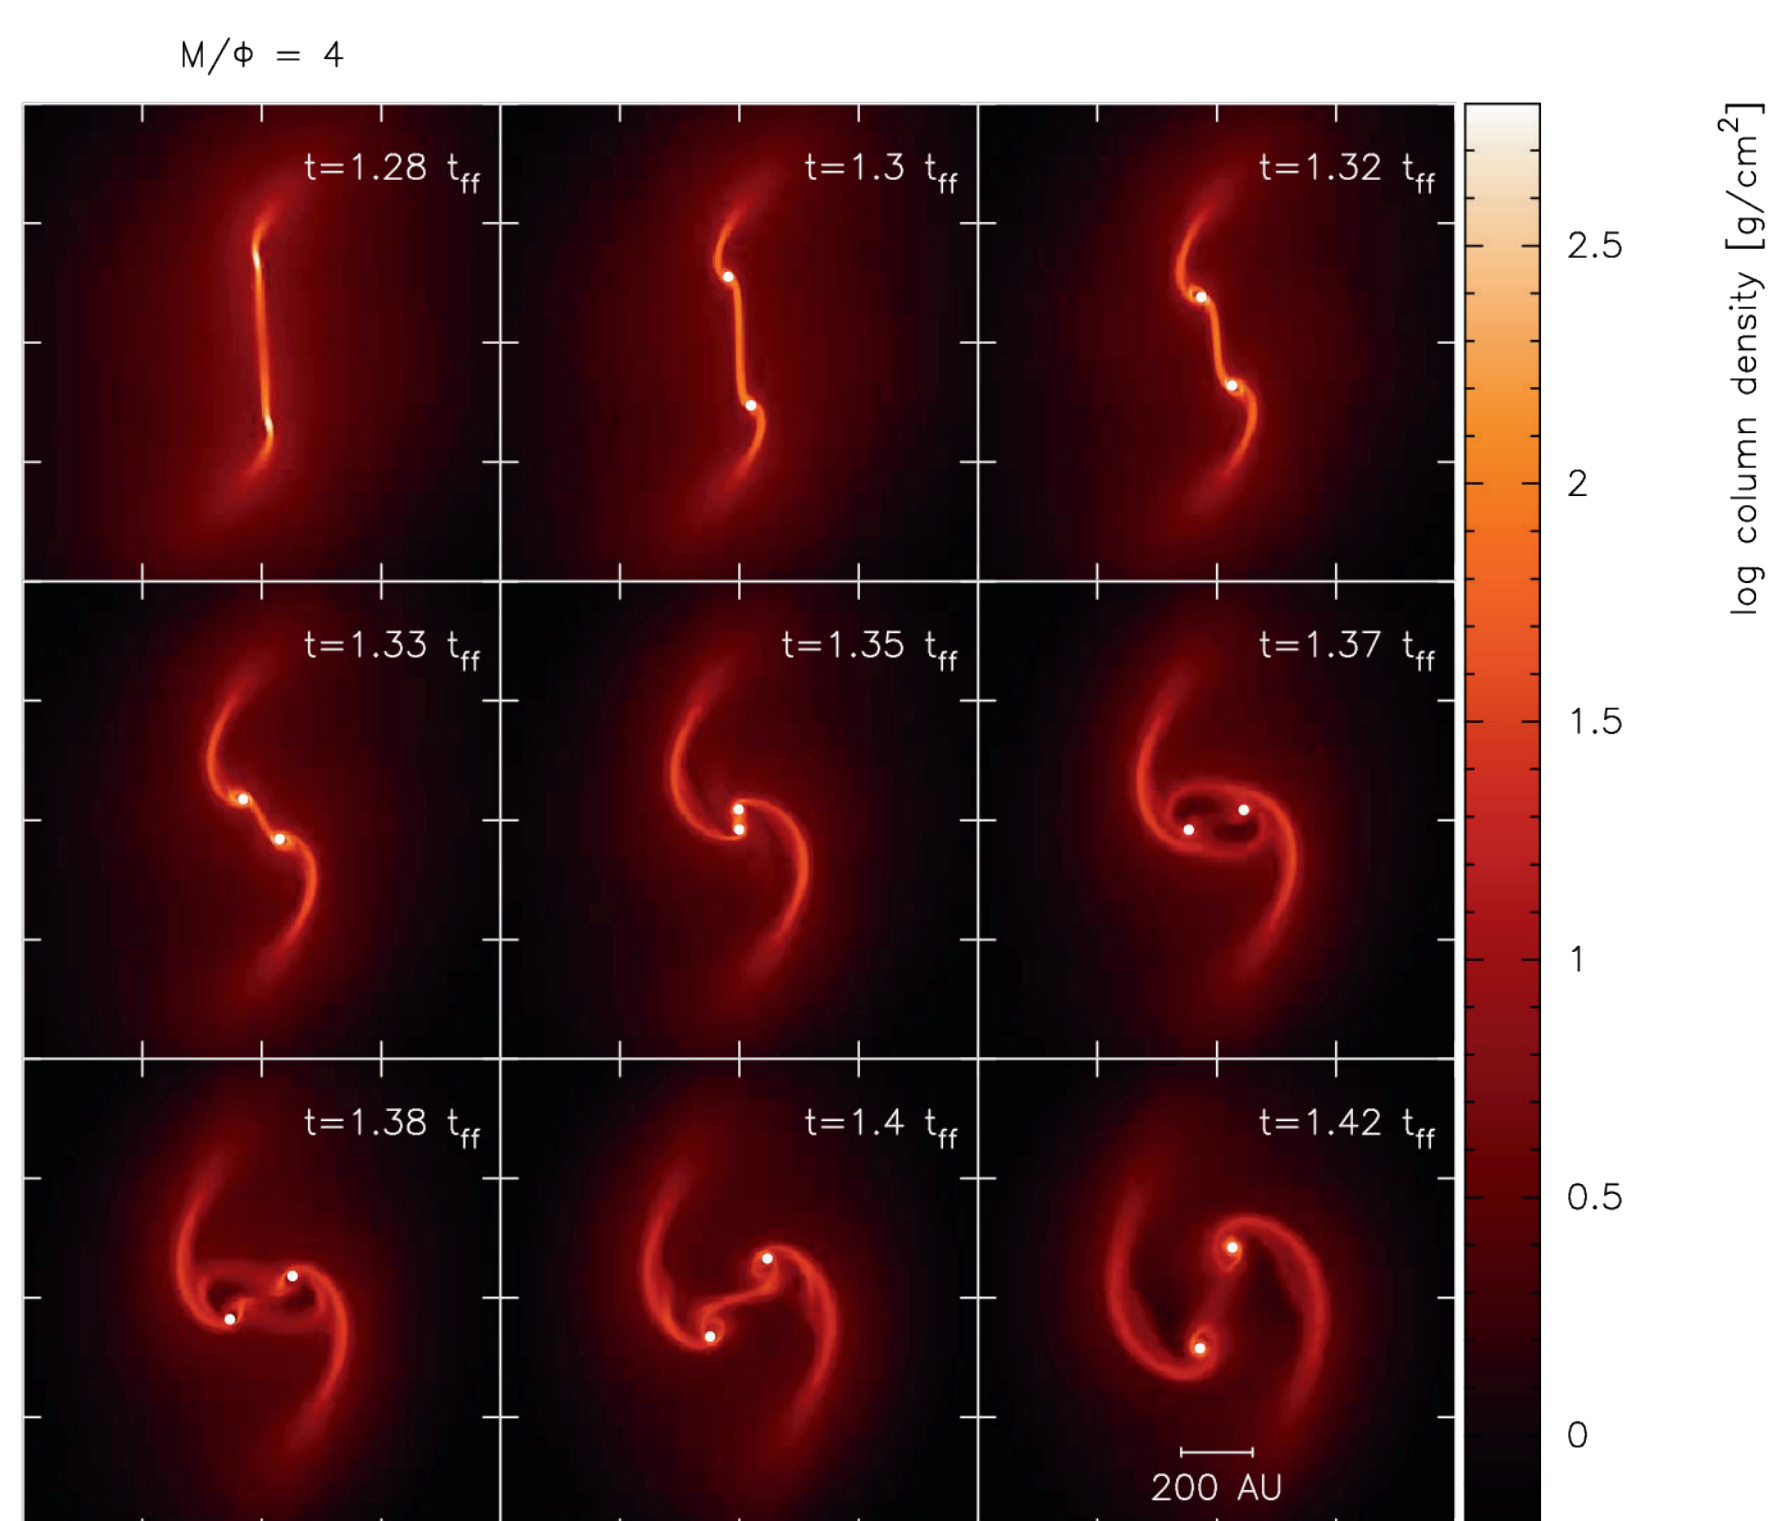 M/Φ = 4
t=1.28 t_ff
t=1.3 t_ff
t=1.32 t_ff
t=1.33 t_ff
t=1.35 t_ff
t=1.37 t_ff
t=1.38 t_ff
t=1.4 t_ff
t=1.42 t_ff
200 AU
2.5
2
1.5
1
0.5
0
log column density [g/cm²]